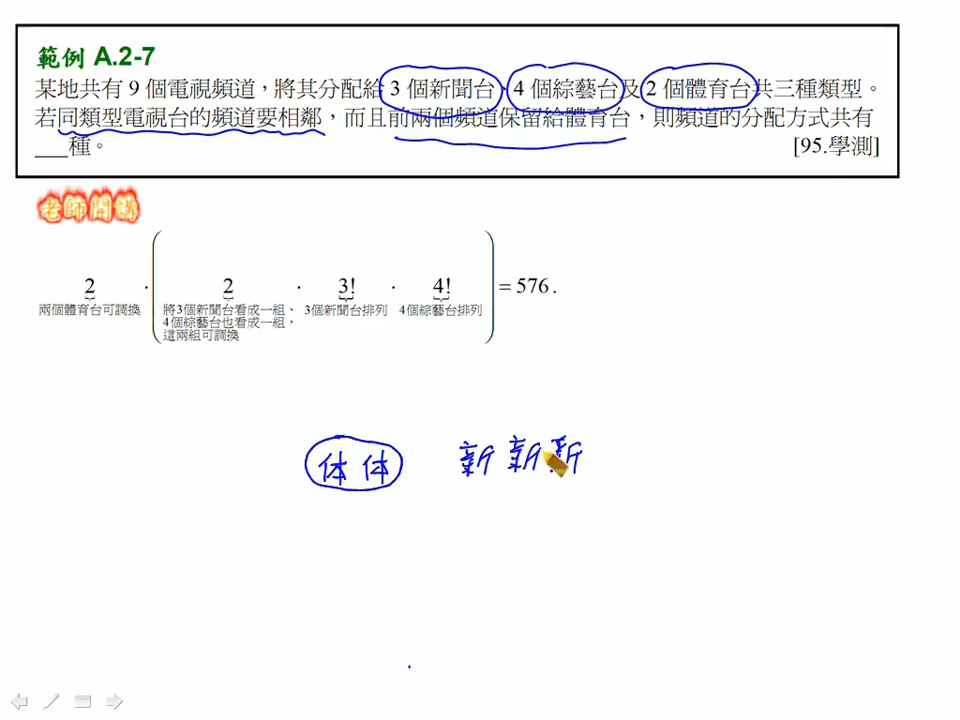 範例 A.2-7
某地共有 9 個電視頻道，將其分配給 3 個新聞台、4 個綜藝台及 2 個體育台共三種類型。
若同類型電視台的頻道要相鄰，而且前兩個頻道保留給體育台，則頻道的分配方式共有
___種。 [95.學測]
老師開講
2 · ( 2 · 3! · 4! ) = 576 .
兩個體育台可調換 將3個新聞台看成一組、 3個新聞台排列 4個綜藝台排列
4個綜藝台也看成一組，
這兩組可調換
体 体 新 新 新